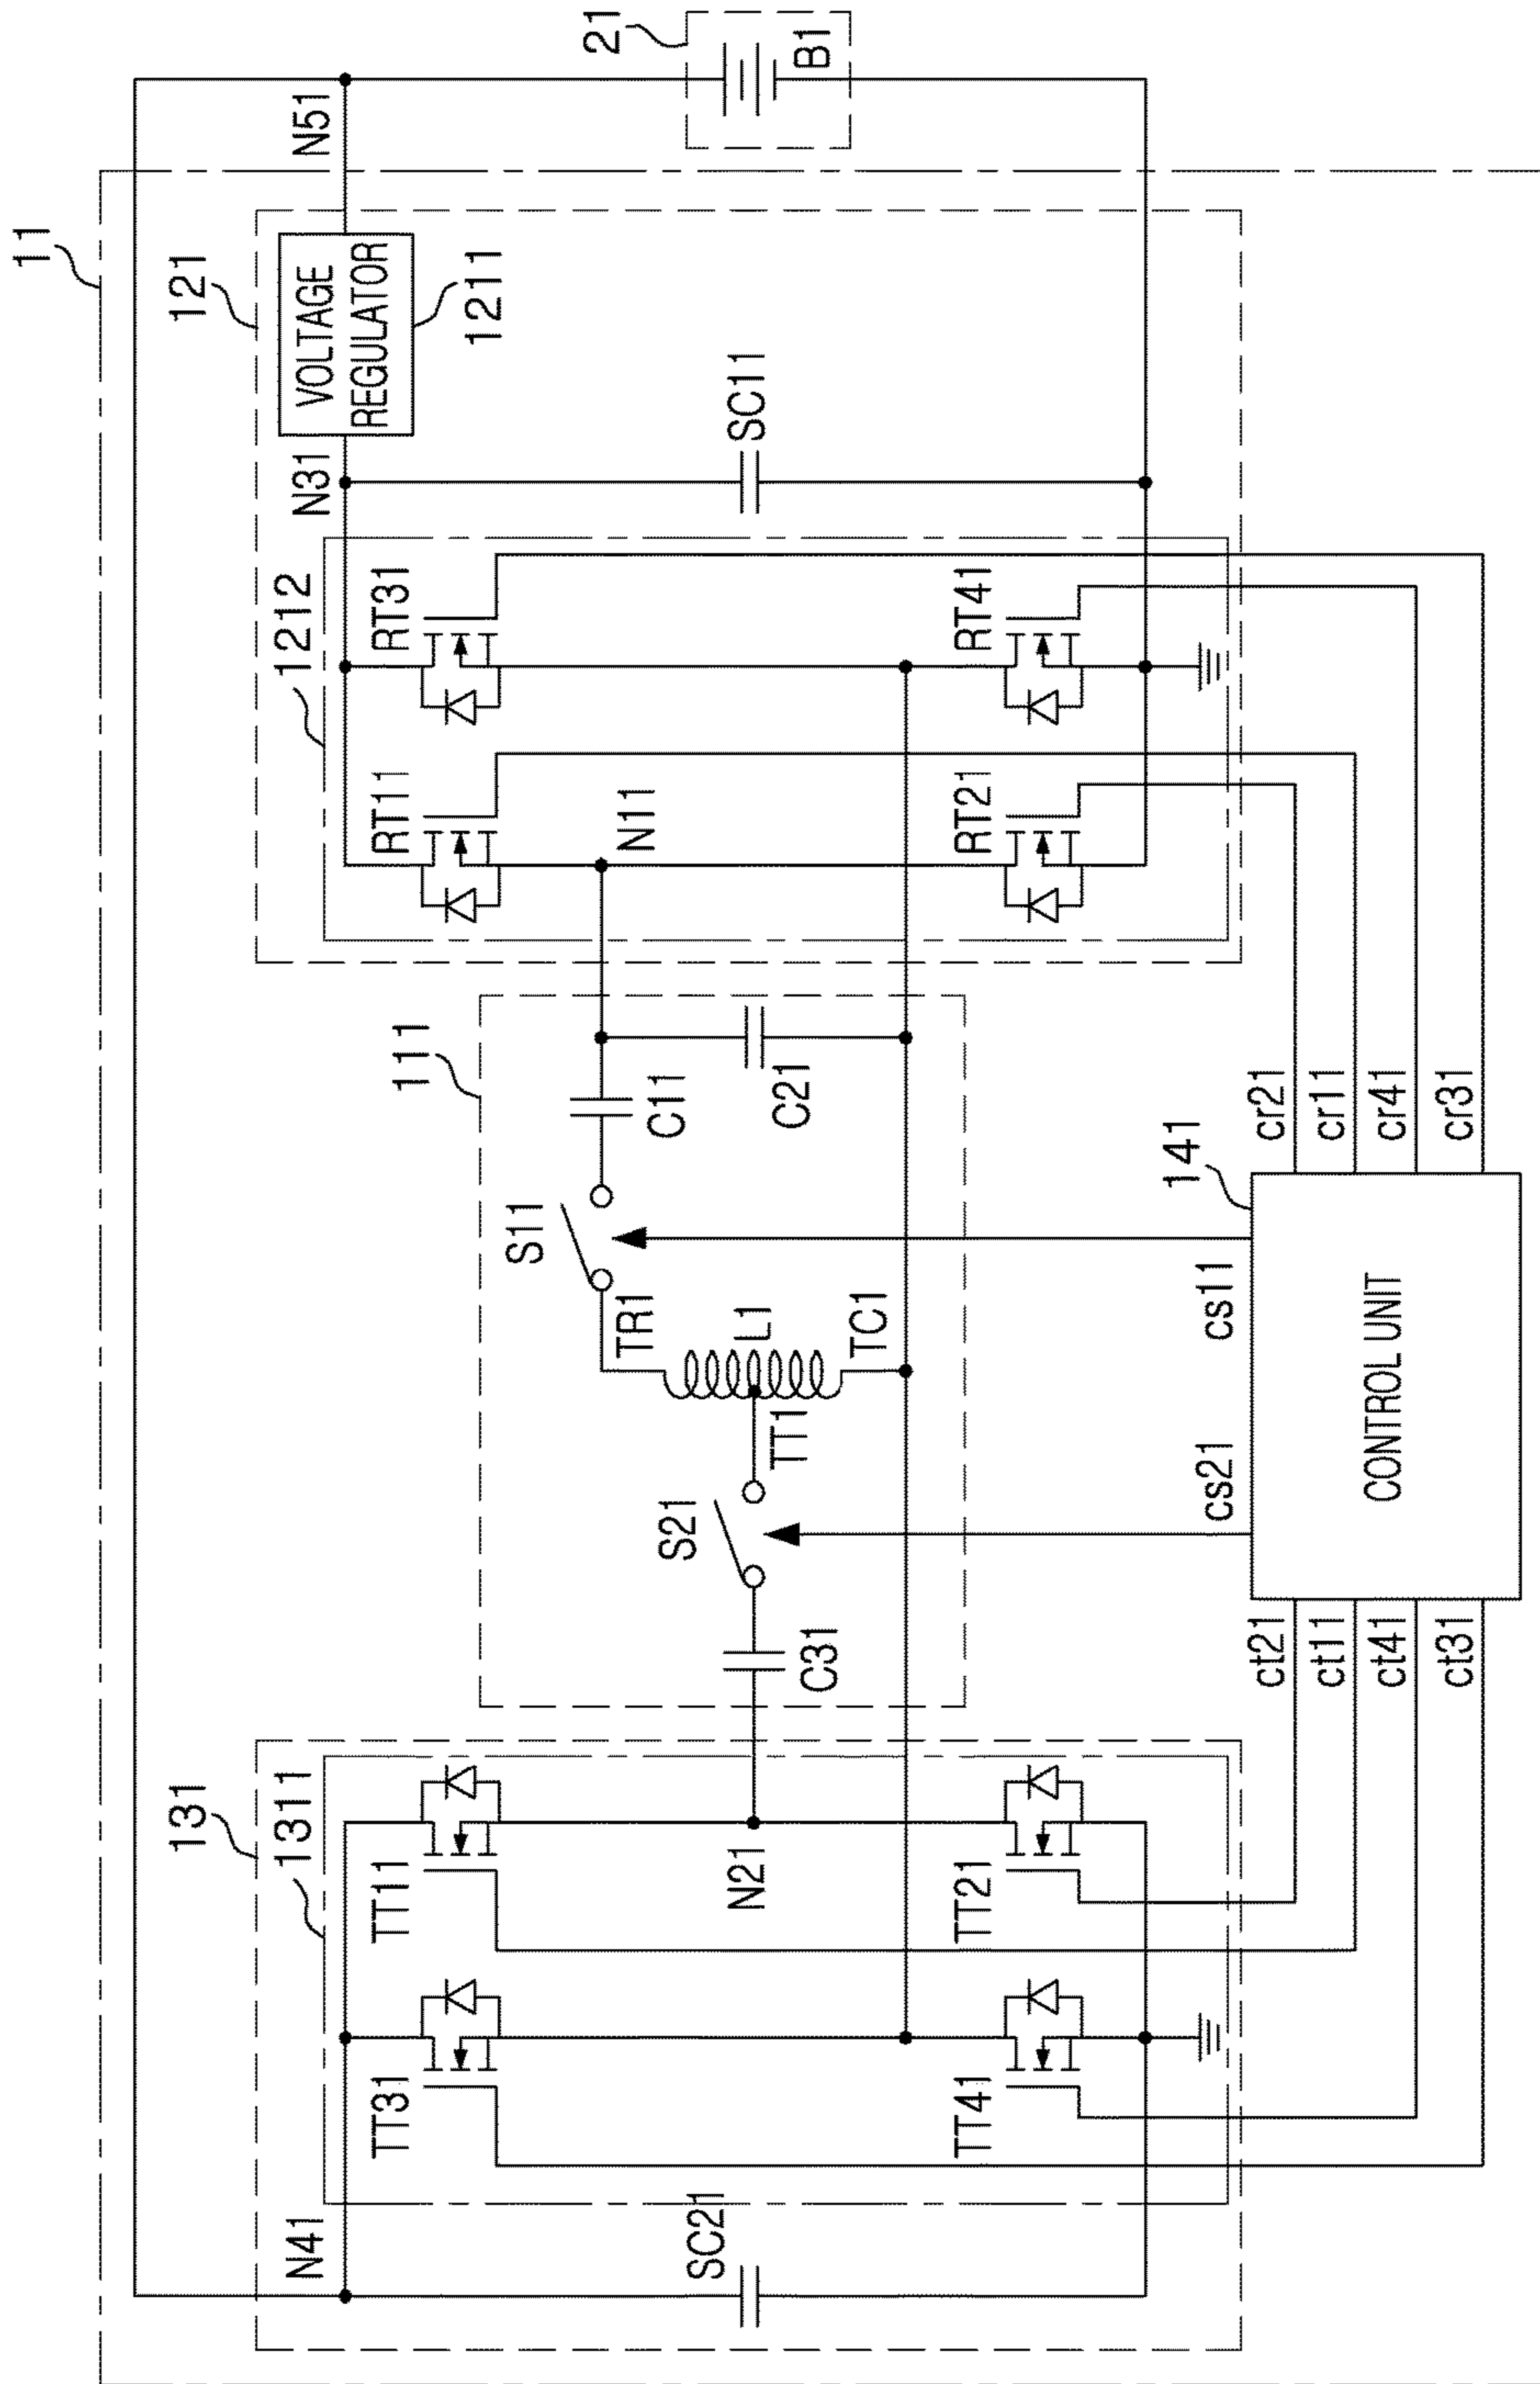 11
21
B1
N51
121
VOLTAGE
REGULATOR
1211
N31
SC11
1212
RT31
RT41
RT11
RT21
N11
111
C11
C21
S11
TR1
L1
TC1
TT1
S21
C31
131
1311
TT11
N21
TT21
TT31
TT41
N41
SC21
141
CONTROL UNIT
cs11
cs21
cr21
cr11
cr41
cr31
ct21
ct11
ct41
ct31